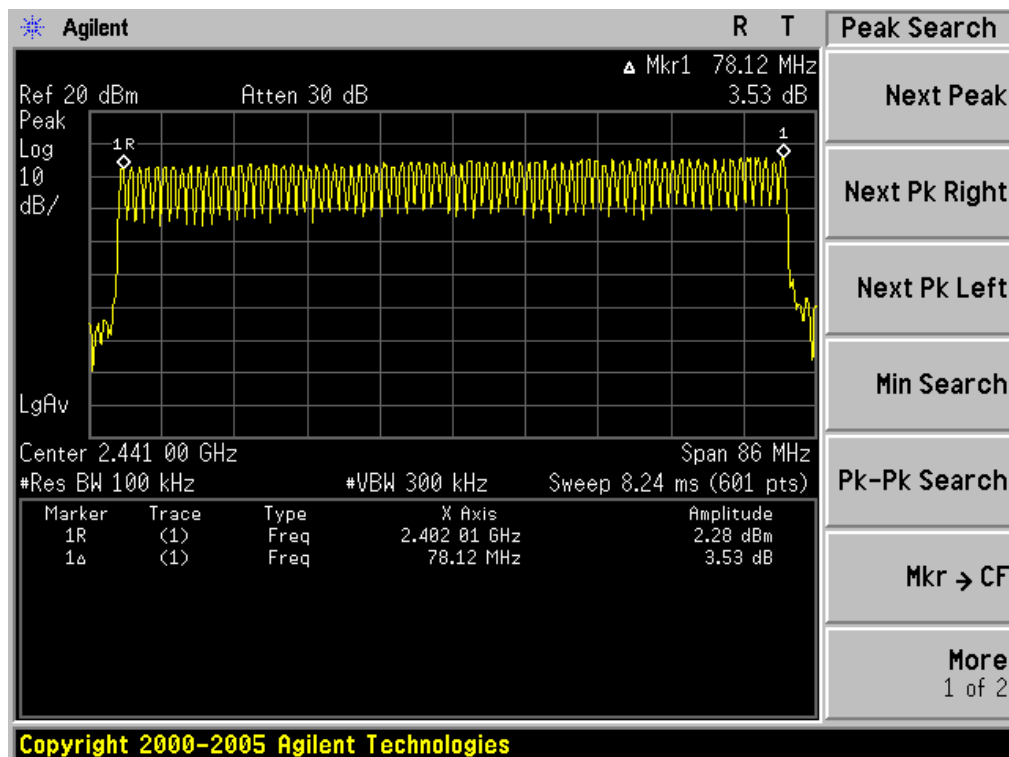 Agilent R T
Peak Search
Δ Mkr1 78.12 MHz
Ref 20 dBm Atten 30 dB 3.53 dB
Peak
Log
10
dB/
1R
1
LgAv
Center 2.441 00 GHz Span 86 MHz
#Res BW 100 kHz #VBW 300 kHz Sweep 8.24 ms (601 pts)
Marker Trace Type X Axis Amplitude
1R (1) Freq 2.402 01 GHz 2.28 dBm
1Δ (1) Freq 78.12 MHz 3.53 dB
Next Peak
Next Pk Right
Next Pk Left
Min Search
Pk-Pk Search
Mkr → CF
More
1 of 2
Copyright 2000-2005 Agilent Technologies